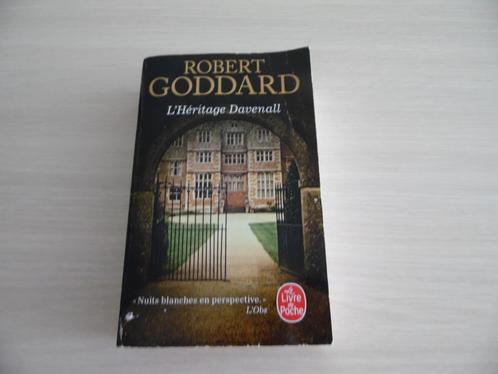 ROBERT
GODDARD
L'Héritage Davenall
« Nuits blanches en perspective. »
L'Obs
Le
Livre
de
Poche